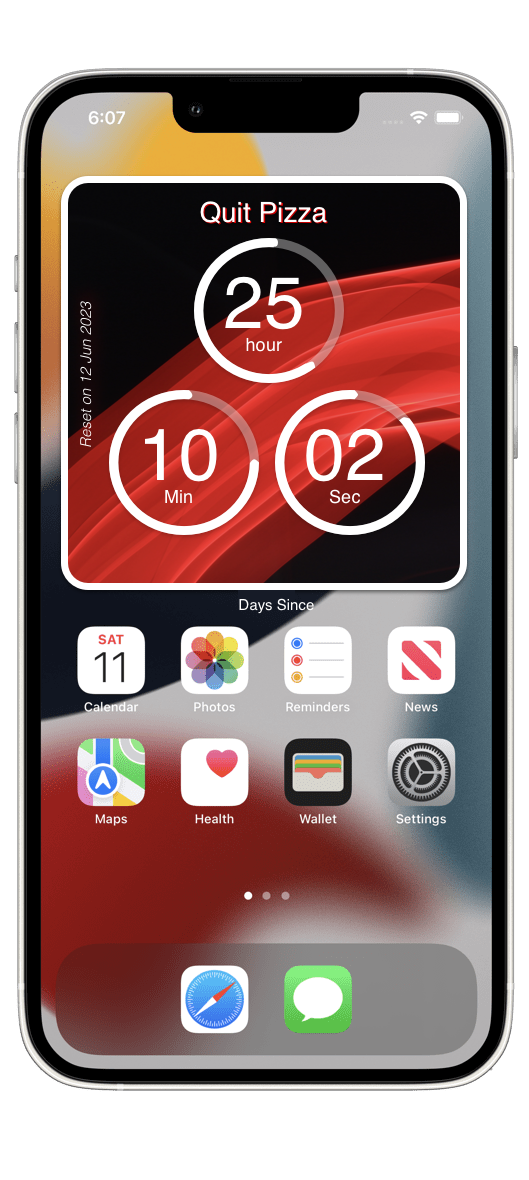 6:07
Quit Pizza
25
hour
Reset on 12 Jun 2023
10
Min
02
Sec
Days Since
SAT
11
Calendar
Photos
Reminders
News
Maps
Health
Wallet
Settings